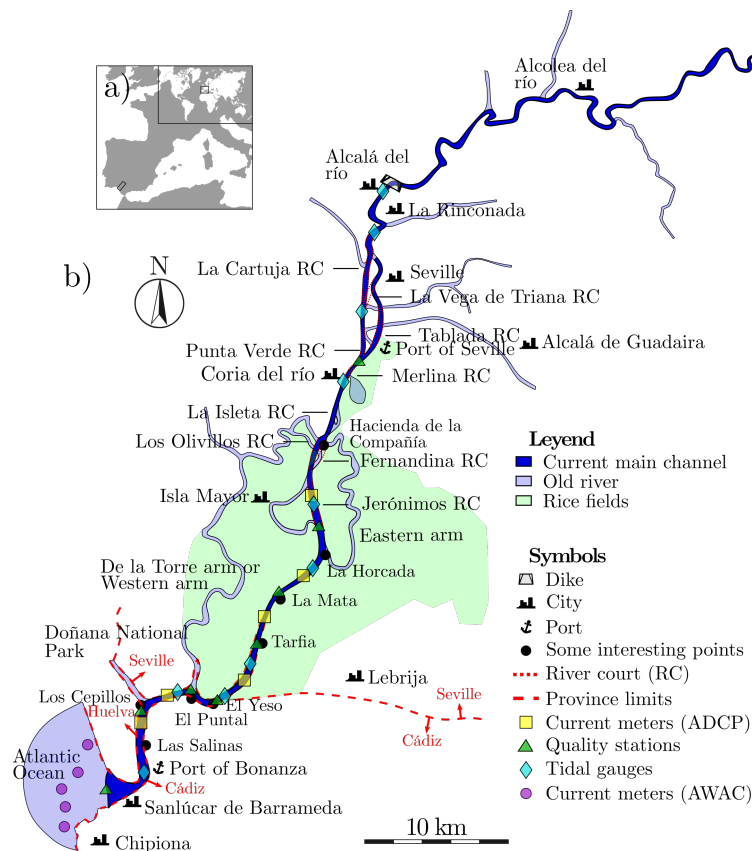 Alcolea del
río
a)
Alcalá del
río
La Rinconada
b)
N
La Cartuja RC
Seville
La Vega de Triana RC
Tablada RC
Punta Verde RC
Port of Seville
Alcalá de Guadaira
Coria del río
Merlina RC
La Isleta RC
Hacienda de la
Compañía
Los Olivillos RC
Fernandina RC
Isla Mayor
Jerónimos RC
Eastern arm
De la Torre arm or
Western arm
La Horcada
La Mata
Doñana National
Park
Tarfia
Seville
Lebrija
Seville
Los Cepillos
El Yeso
Huelva
El Puntal
Cádiz
Las Salinas
Atlantic
Ocean
Port of Bonanza
Cádiz
Sanlúcar de Barrameda
Chipiona
10 km
Leyend
Current main channel
Old river
Rice fields
Symbols
Dike
City
Port
Some interesting points
River court (RC)
Province limits
Current meters (ADCP)
Quality stations
Tidal gauges
Current meters (AWAC)